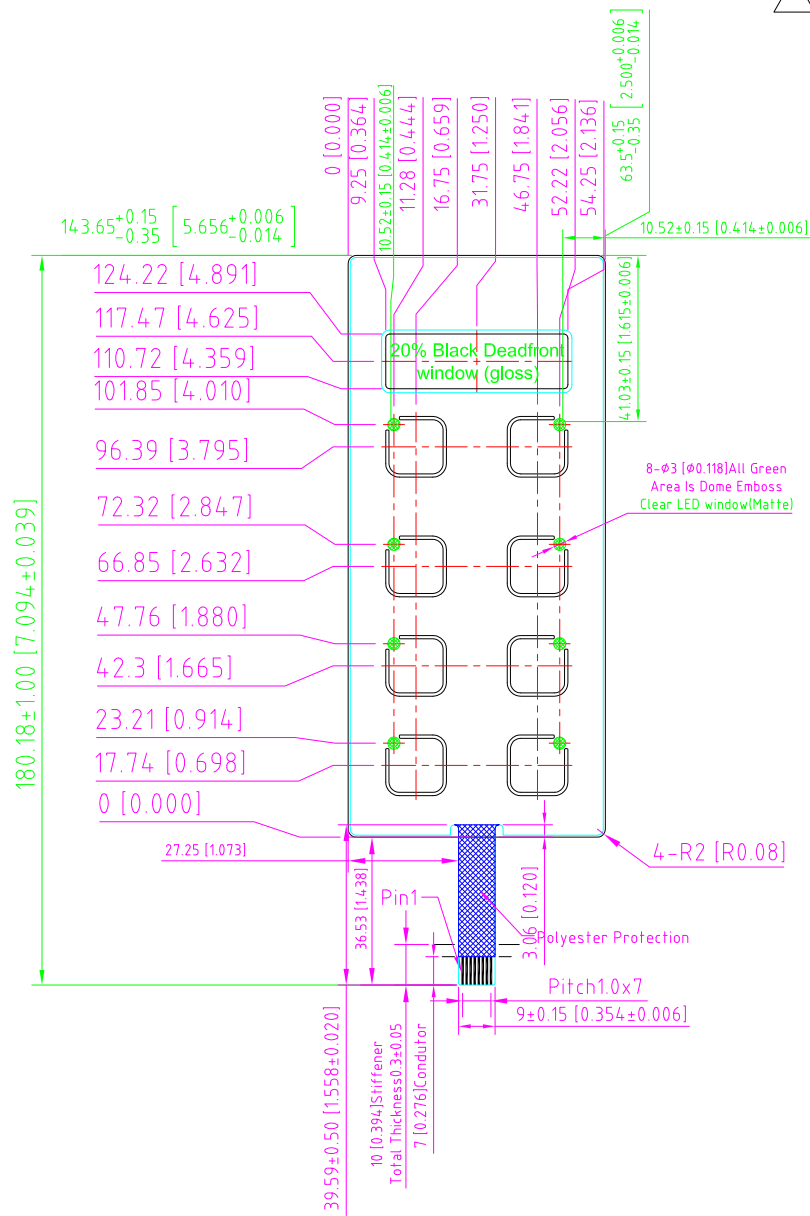 0 [0.000]
9.25 [0.364]
10.52±0.15 [0.414±0.006]
11.28 [0.444]
16.75 [0.659]
31.75 [1.250]
46.75 [1.841]
52.22 [2.056]
54.25 [2.136]
63.5 +0.15 -0.35 [2.500 +0.006 -0.014]
143.65 +0.15 -0.35 [5.656 +0.006 -0.014]
10.52±0.15 [0.414±0.006]
41.03±0.15 [1.615±0.006]
124.22 [4.891]
117.47 [4.625]
110.72 [4.359]
101.85 [4.010]
96.39 [3.795]
72.32 [2.847]
66.85 [2.632]
47.76 [1.880]
42.3 [1.665]
23.21 [0.914]
17.74 [0.698]
0 [0.000]
180.18±1.00 [7.094±0.039]
20% Black Deadfront
window (gloss)
8-Φ3 [Φ0.118]All Green
Area Is Dome Emboss
Clear LED window(Matte)
4-R2 [R0.08]
27.25 [1.073]
36.53 [1.438]
Pin1
3.06 [0.120]
Polyester Protection
Pitch1.0x7
9±0.15 [0.354±0.006]
39.59±0.50 [1.558±0.020]
10 [0.394]Stiffener
Total Thickness0.3±0.05
7 [0.276]Condutor